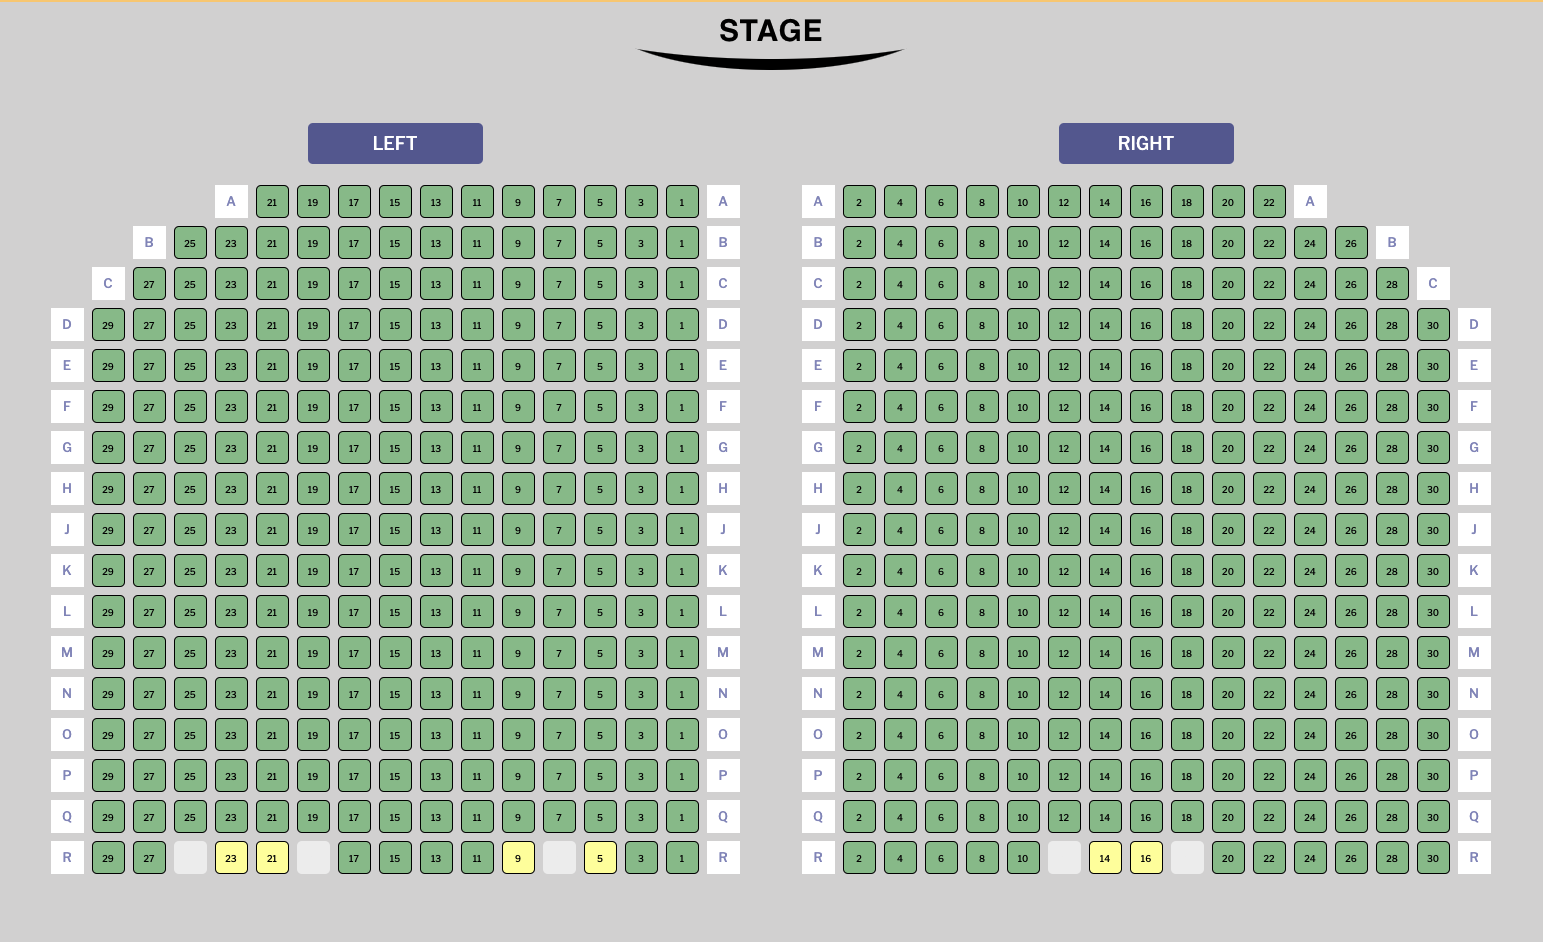 STAGE
LEFT RIGHT
A 21 19 17 15 13 11 9 7 5 3 1 A A 2 4 6 8 10 12 14 16 18 20 22 A
B 25 23 21 19 17 15 13 11 9 7 5 3 1 B B 2 4 6 8 10 12 14 16 18 20 22 24 26 B
C 27 25 23 21 19 17 15 13 11 9 7 5 3 1 C C 2 4 6 8 10 12 14 16 18 20 22 24 26 28 C
D 29 27 25 23 21 19 17 15 13 11 9 7 5 3 1 D D 2 4 6 8 10 12 14 16 18 20 22 24 26 28 30 D
E 29 27 25 23 21 19 17 15 13 11 9 7 5 3 1 E E 2 4 6 8 10 12 14 16 18 20 22 24 26 28 30 E
F 29 27 25 23 21 19 17 15 13 11 9 7 5 3 1 F F 2 4 6 8 10 12 14 16 18 20 22 24 26 28 30 F
G 29 27 25 23 21 19 17 15 13 11 9 7 5 3 1 G G 2 4 6 8 10 12 14 16 18 20 22 24 26 28 30 G
H 29 27 25 23 21 19 17 15 13 11 9 7 5 3 1 H H 2 4 6 8 10 12 14 16 18 20 22 24 26 28 30 H
J 29 27 25 23 21 19 17 15 13 11 9 7 5 3 1 J J 2 4 6 8 10 12 14 16 18 20 22 24 26 28 30 J
K 29 27 25 23 21 19 17 15 13 11 9 7 5 3 1 K K 2 4 6 8 10 12 14 16 18 20 22 24 26 28 30 K
L 29 27 25 23 21 19 17 15 13 11 9 7 5 3 1 L L 2 4 6 8 10 12 14 16 18 20 22 24 26 28 30 L
M 29 27 25 23 21 19 17 15 13 11 9 7 5 3 1 M M 2 4 6 8 10 12 14 16 18 20 22 24 26 28 30 M
N 29 27 25 23 21 19 17 15 13 11 9 7 5 3 1 N N 2 4 6 8 10 12 14 16 18 20 22 24 26 28 30 N
O 29 27 25 23 21 19 17 15 13 11 9 7 5 3 1 O O 2 4 6 8 10 12 14 16 18 20 22 24 26 28 30 O
P 29 27 25 23 21 19 17 15 13 11 9 7 5 3 1 P P 2 4 6 8 10 12 14 16 18 20 22 24 26 28 30 P
Q 29 27 25 23 21 19 17 15 13 11 9 7 5 3 1 Q Q 2 4 6 8 10 12 14 16 18 20 22 24 26 28 30 Q
R 29 27 23 21 17 15 13 11 9 5 3 1 R R 2 4 6 8 10 14 16 20 22 24 26 28 30 R